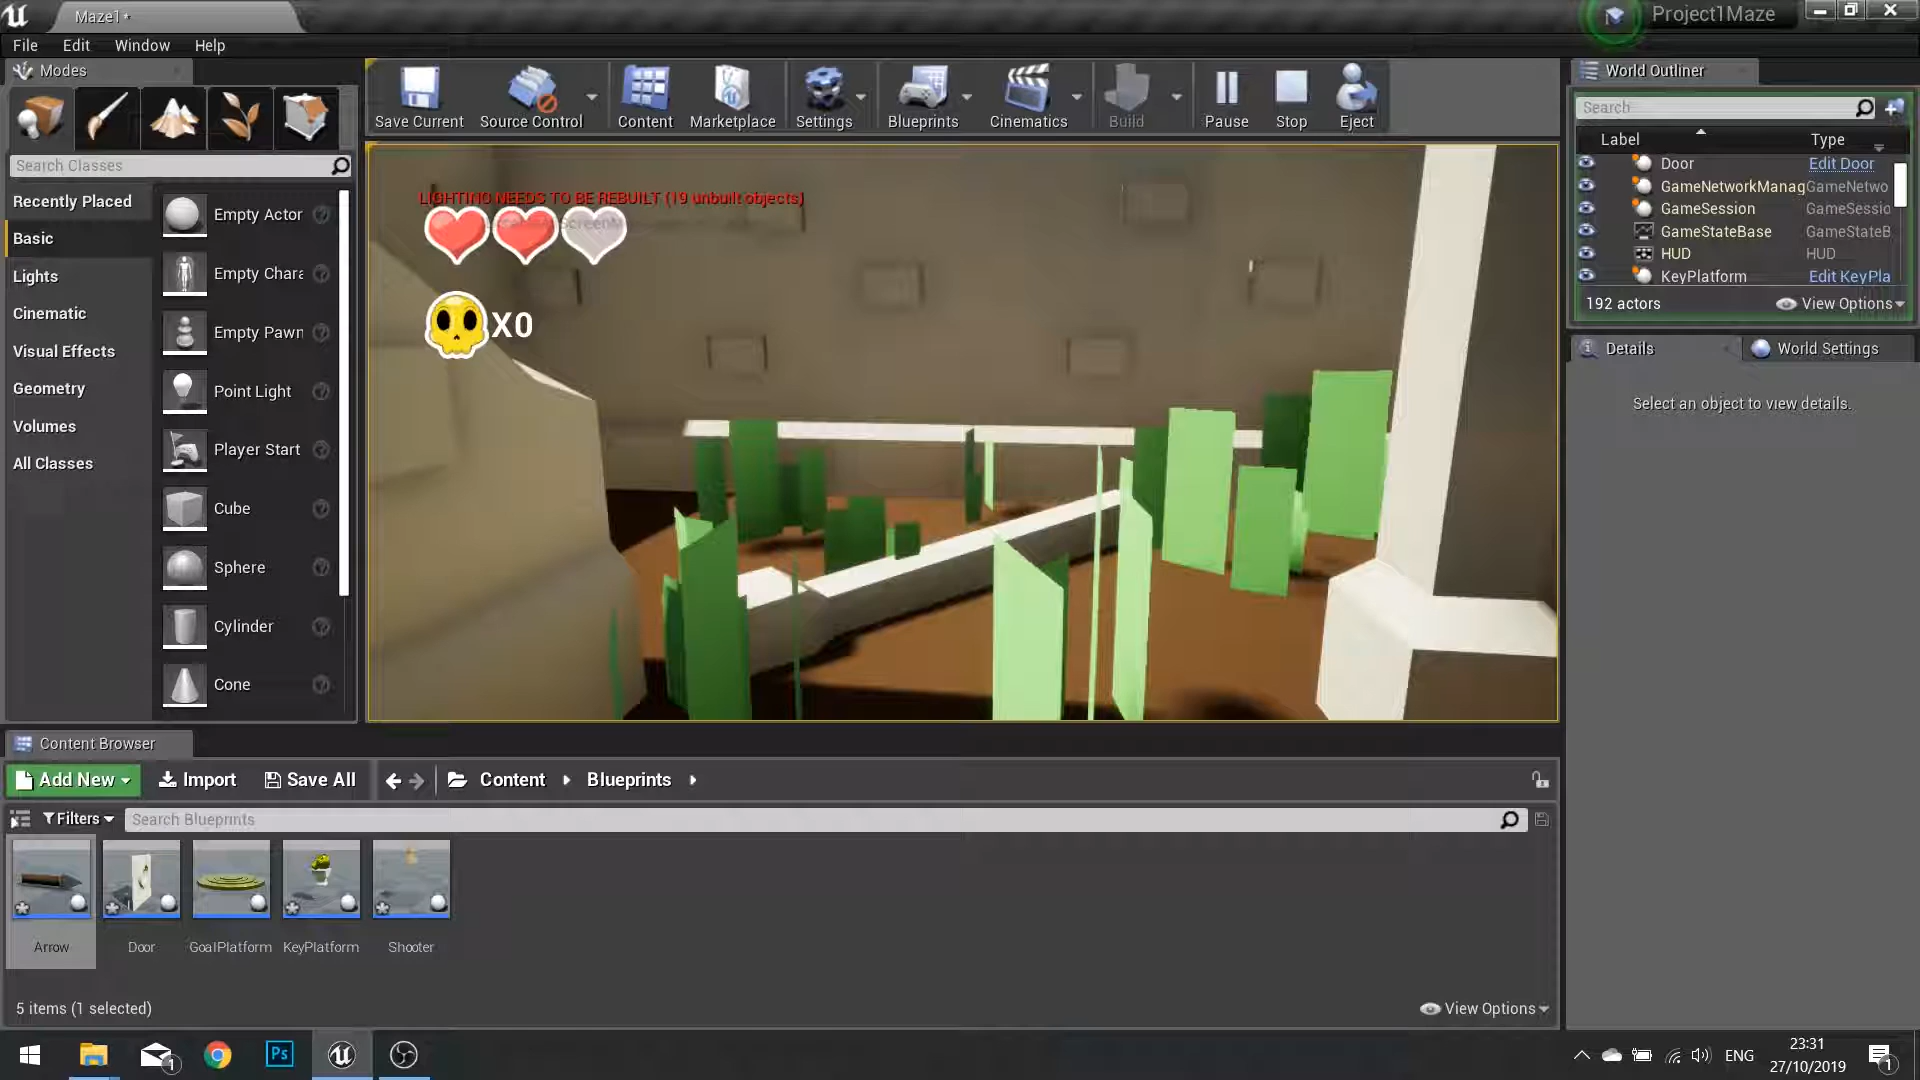 Maze1*
Project1Maze
File Edit Window Help
Modes
Search Classes
Recently Placed
Basic
Lights
Cinematic
Visual Effects
Geometry
Volumes
All Classes
Empty Actor
Empty Chara
Empty Pawn
Point Light
Player Start
Cube
Sphere
Cylinder
Cone
Save Current
Source Control
Content
Marketplace
Settings
Blueprints
Cinematics
Build
Pause
Stop
Eject
LIGHTING NEEDS TO BE REBUILT (19 unbuilt objects)
X0
World Outliner
Search
Label Type
Door Edit Door
GameNetworkManag GameNetwo
GameSession GameSessio
GameStateBase GameStateB
HUD HUD
KeyPlatform Edit KeyPla
192 actors
View Options
Details
World Settings
Select an object to view details.
Content Browser
Add New
Import
Save All
Content
Blueprints
Filters
Search Blueprints
Arrow
Door
GoalPlatform
KeyPlatform
Shooter
5 items (1 selected)
View Options
Ps
1
ENG
23:31
27/10/2019
1